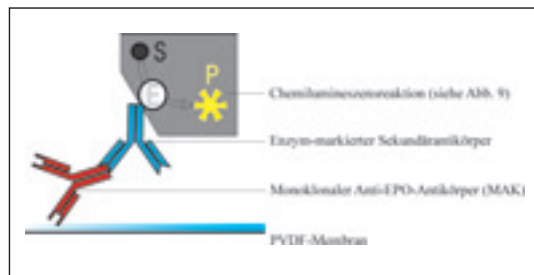 S
P
E
Chemilumineszenzreaktion (siehe Abb. 9)
Enzym-markierter Sekundärantikörper
Monoklonaler Anti-EPO-Antikörper (MAK)
PVDF-Membran